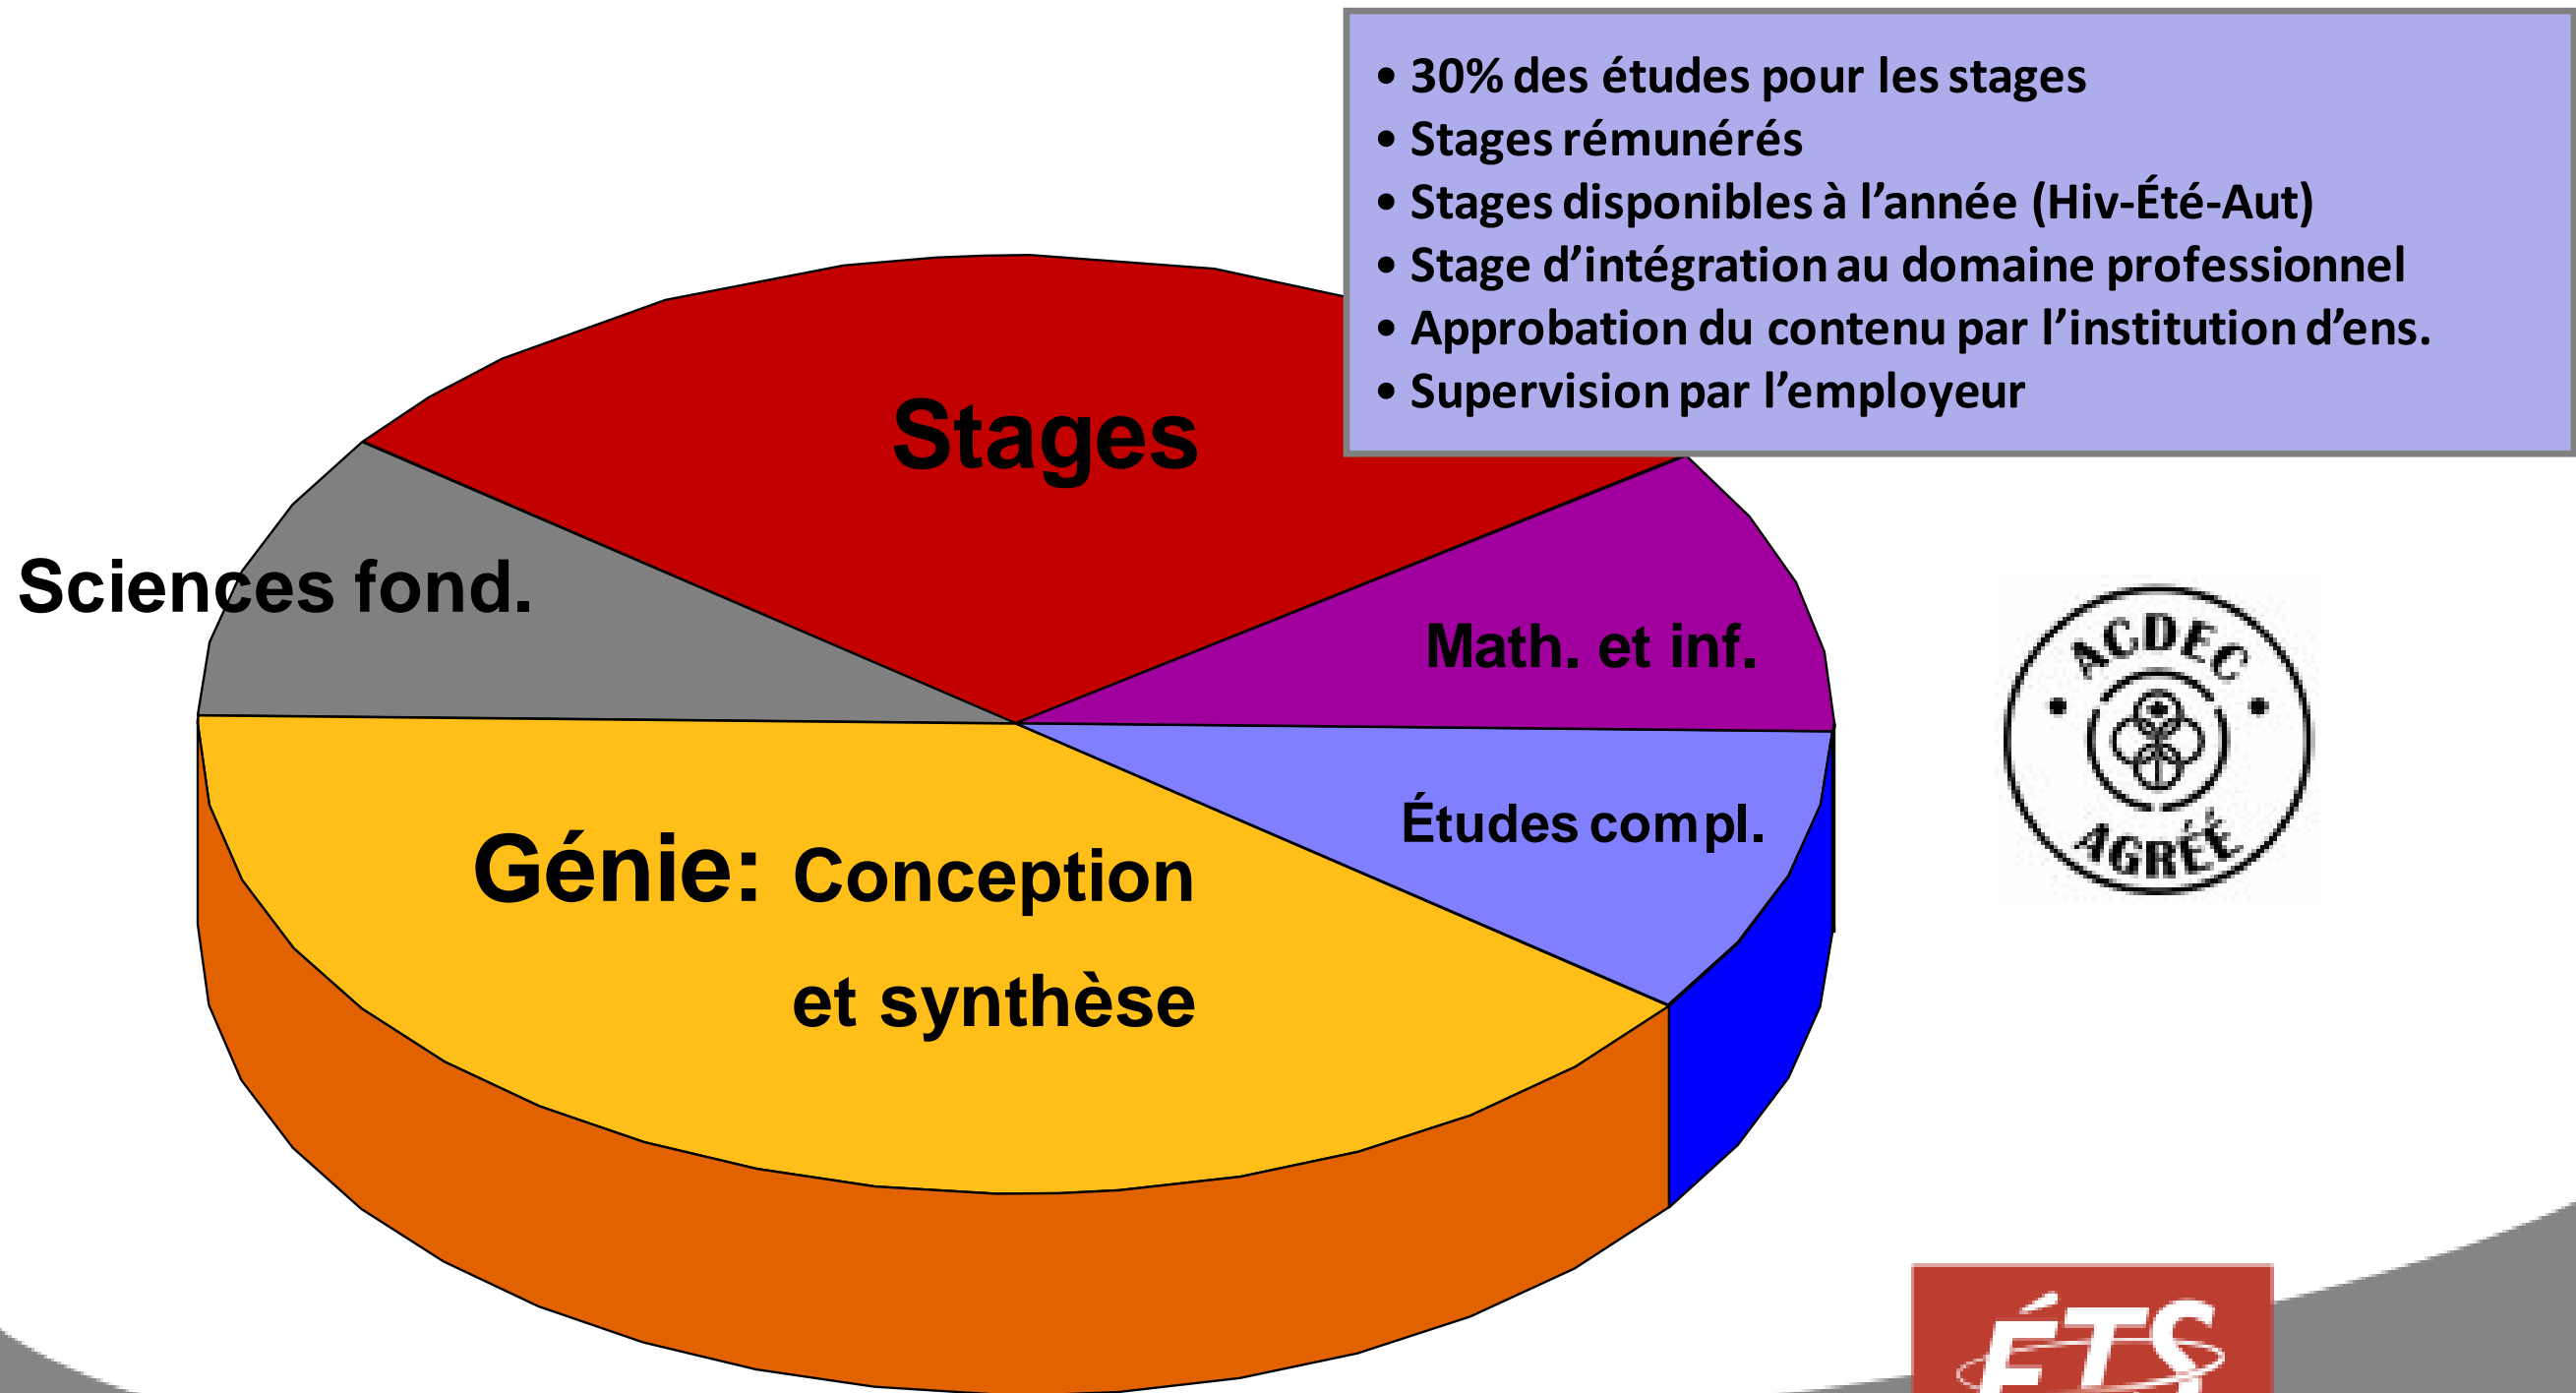 • 30% des études pour les stages
• Stages rémunérés
• Stages disponibles à l’année (Hiv-Été-Aut)
• Stage d’intégration au domaine professionnel
• Approbation du contenu par l’institution d’ens.
• Supervision par l’employeur
Stages
Sciences fond.
Math. et inf.
Études compl.
Génie: Conception
et synthèse
ACDEC
AGRÉÉ
ÉTS